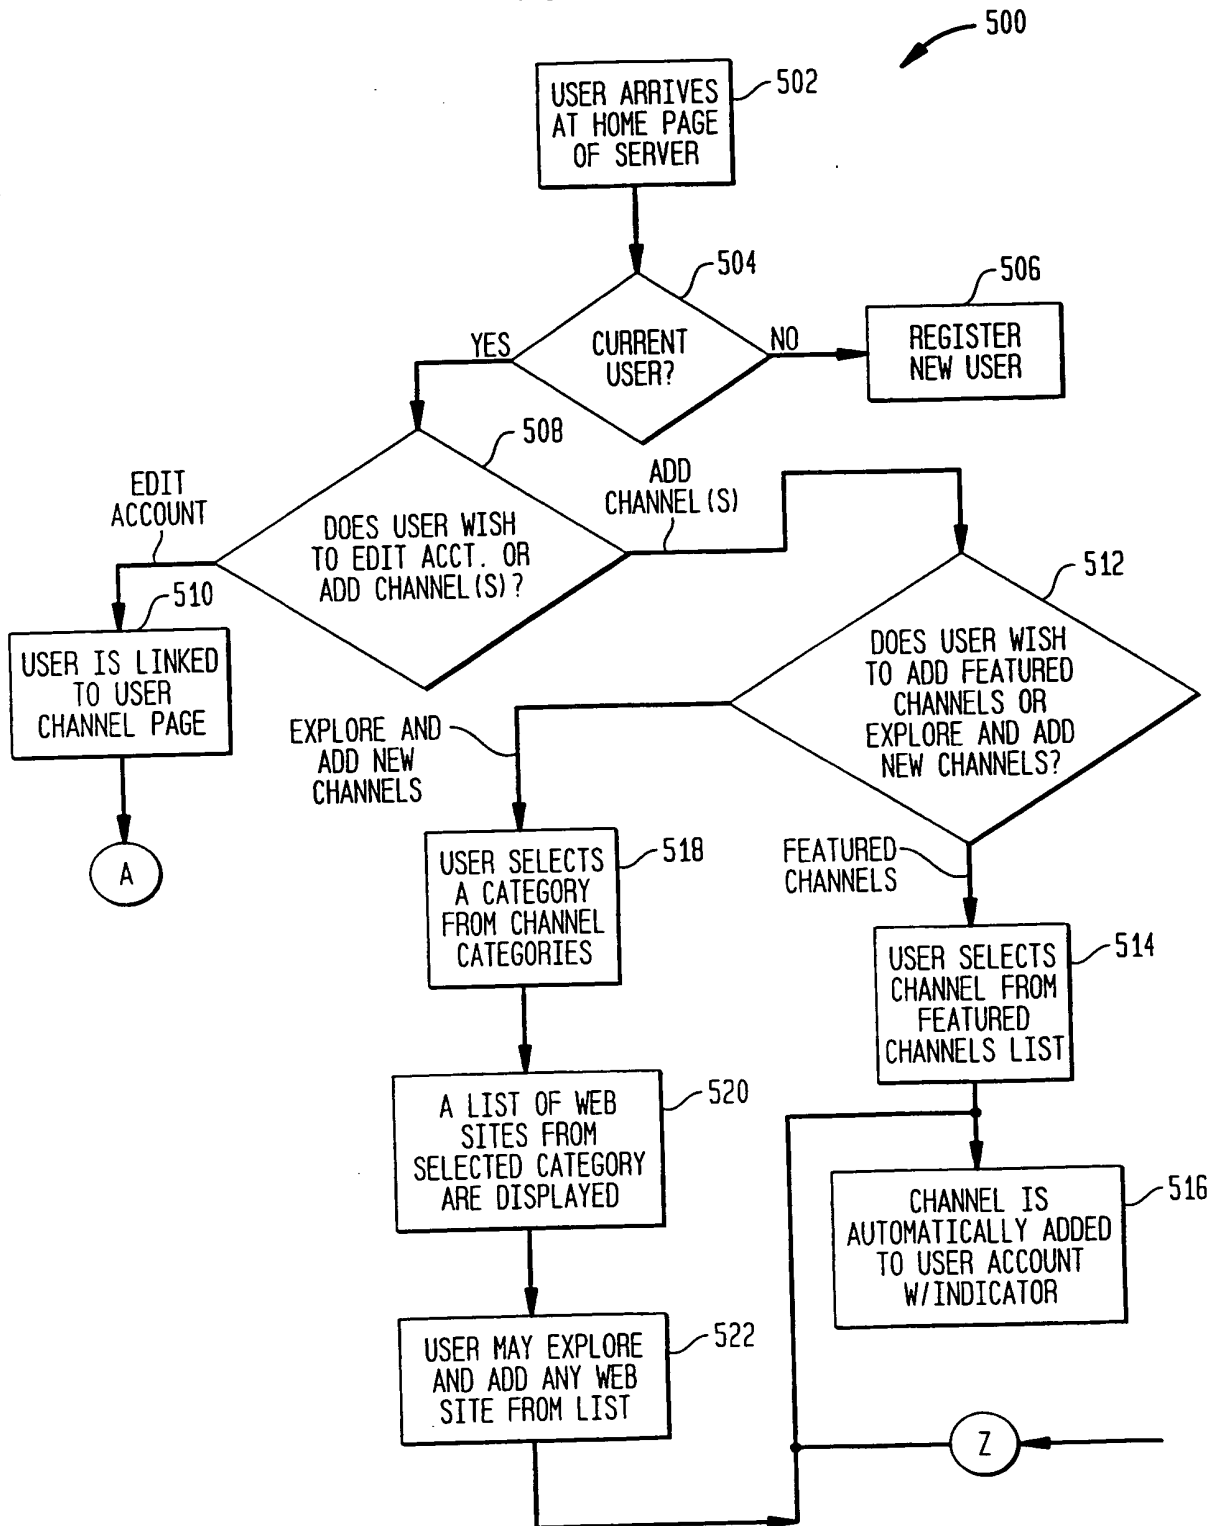 500
USER ARRIVES
AT HOME PAGE
OF SERVER
502
504
CURRENT
USER?
YES
NO
506
REGISTER
NEW USER
508
DOES USER WISH
TO EDIT ACCT. OR
ADD CHANNEL(S)?
EDIT
ACCOUNT
ADD
CHANNEL(S)
510
USER IS LINKED
TO USER
CHANNEL PAGE
A
512
DOES USER WISH
TO ADD FEATURED
CHANNELS OR
EXPLORE AND ADD
NEW CHANNELS?
EXPLORE AND
ADD NEW
CHANNELS
FEATURED
CHANNELS
518
USER SELECTS
A CATEGORY
FROM CHANNEL
CATEGORIES
514
USER SELECTS
CHANNEL FROM
FEATURED
CHANNELS LIST
520
A LIST OF WEB
SITES FROM
SELECTED CATEGORY
ARE DISPLAYED
516
CHANNEL IS
AUTOMATICALLY ADDED
TO USER ACCOUNT
W/INDICATOR
522
USER MAY EXPLORE
AND ADD ANY WEB
SITE FROM LIST
Z